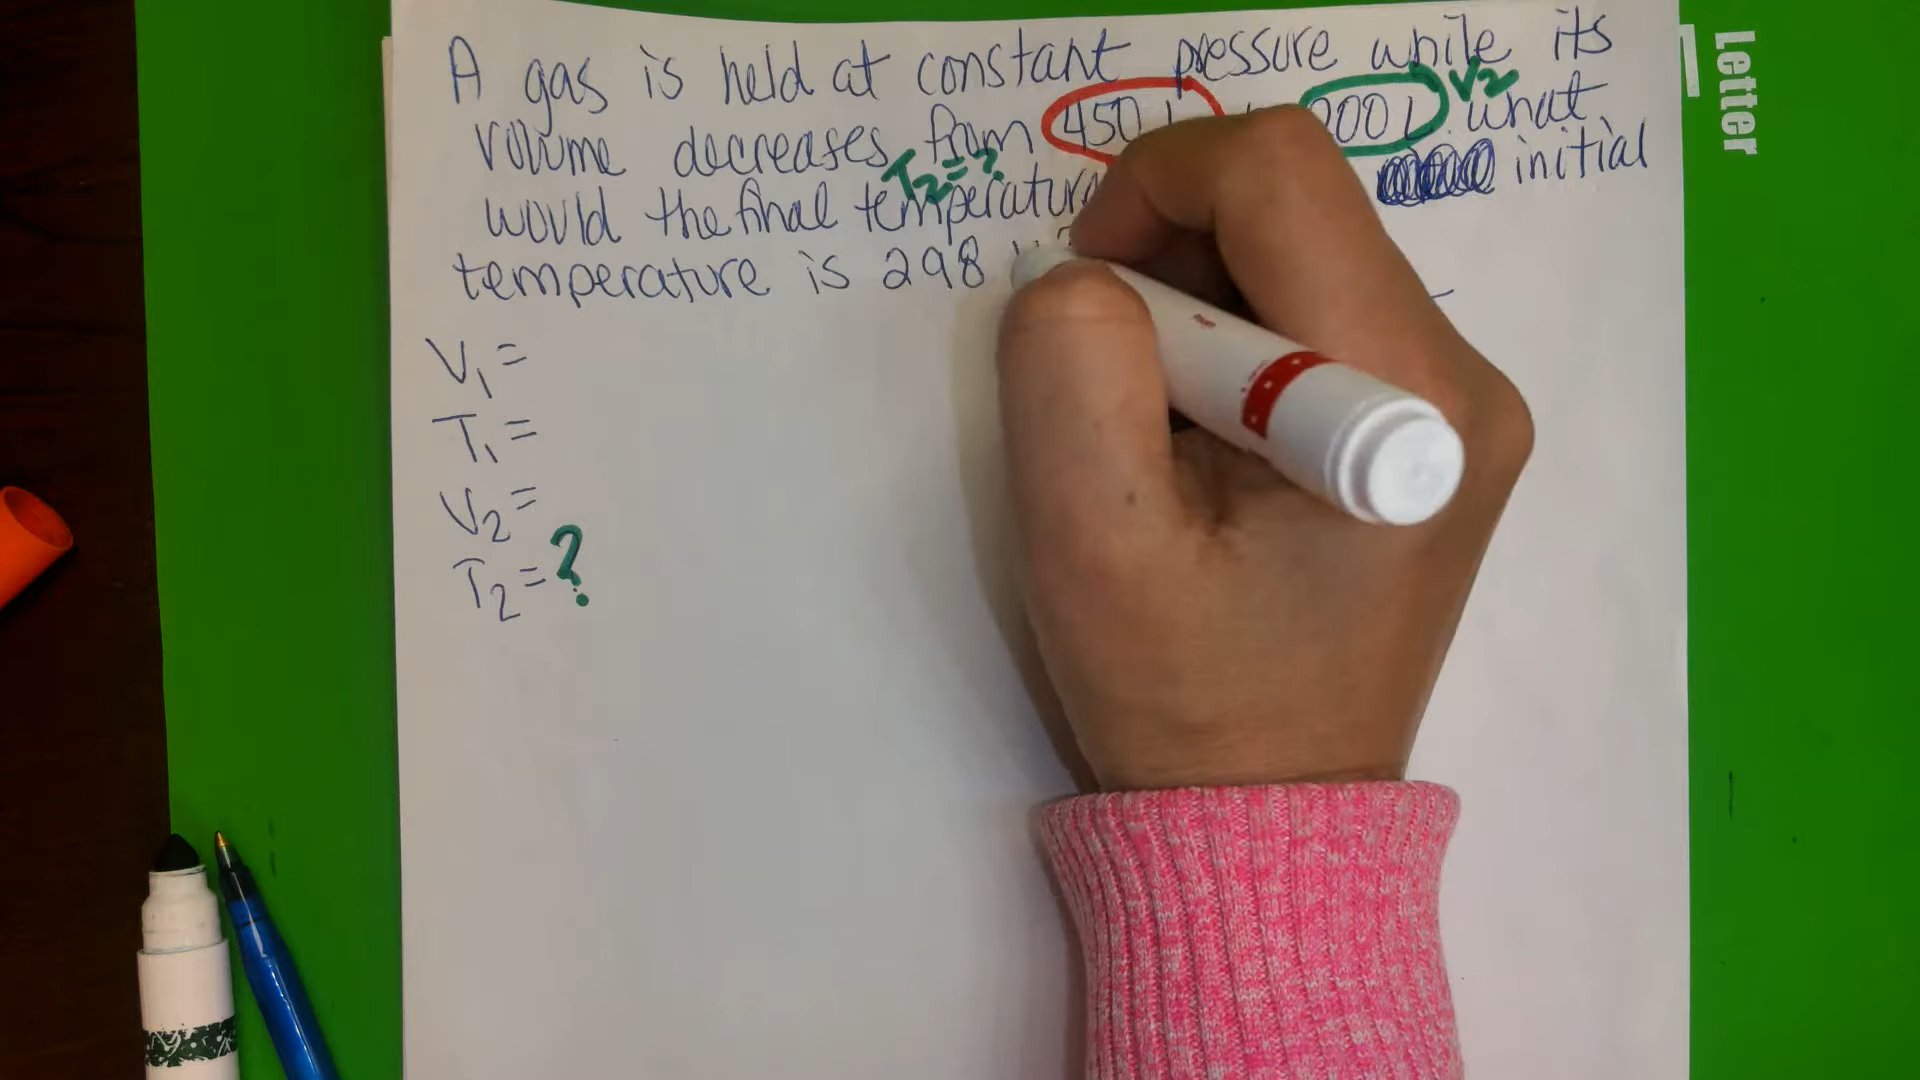 A gas is held at constant pressure while its
volume decreases from 450 L 200 L. V2 what
T2=?
would the final temperature initial
temperature is 298
V1=
T1=
V2=
T2=?
Letter